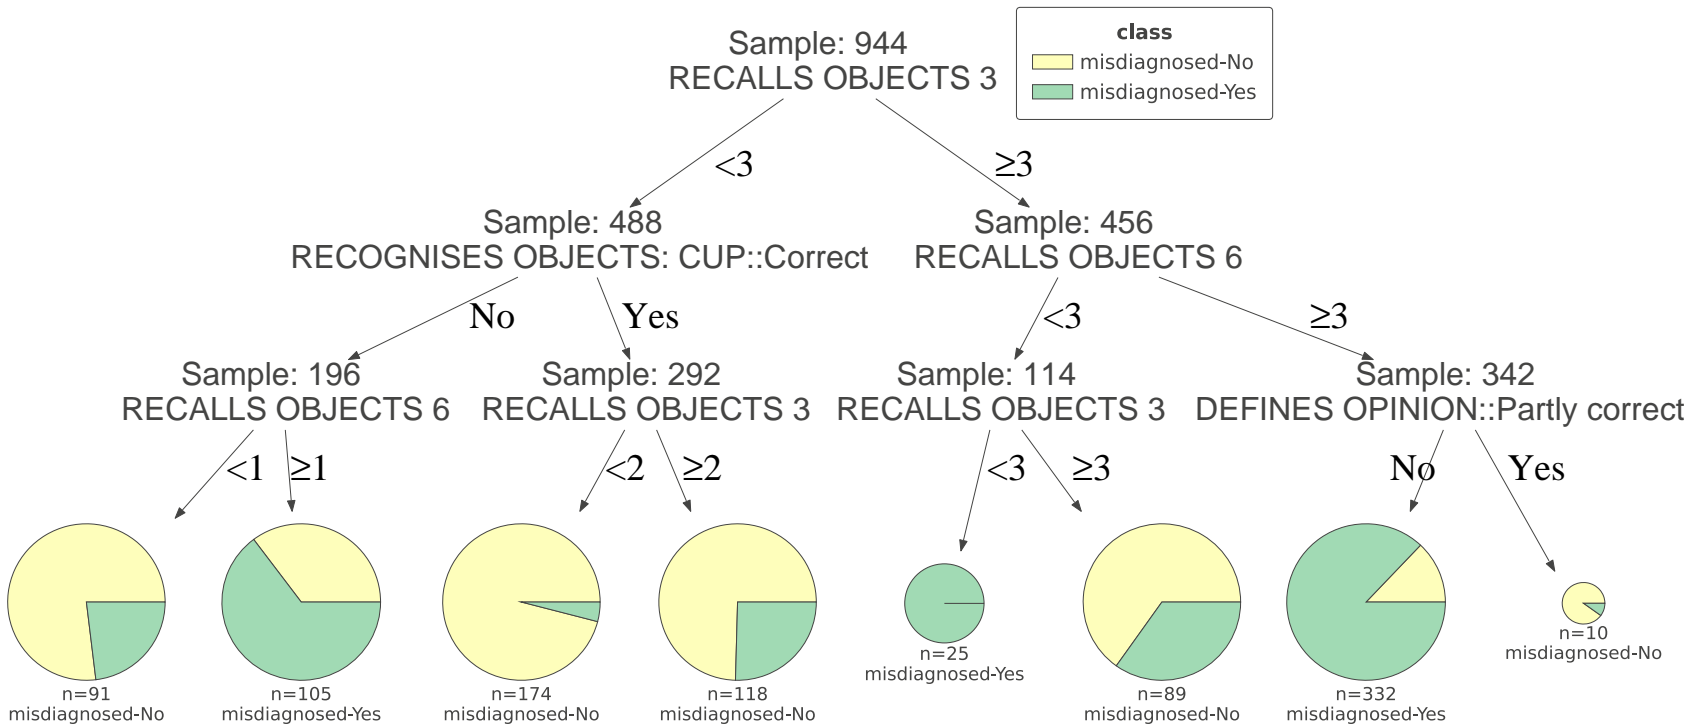 Sample: 944
RECALLS OBJECTS 3
class
misdiagnosed-No
misdiagnosed-Yes
<3
≥3
Sample: 488
RECOGNISES OBJECTS: CUP::Correct
Sample: 456
RECALLS OBJECTS 6
No
Yes
<3
≥3
Sample: 196
RECALLS OBJECTS 6
Sample: 292
RECALLS OBJECTS 3
Sample: 114
RECALLS OBJECTS 3
Sample: 342
DEFINES OPINION::Partly correct
<1
≥1
<2
≥2
<3
≥3
No
Yes
n=91
misdiagnosed-No
n=105
misdiagnosed-Yes
n=174
misdiagnosed-No
n=118
misdiagnosed-No
n=25
misdiagnosed-Yes
n=89
misdiagnosed-No
n=332
misdiagnosed-Yes
n=10
misdiagnosed-No